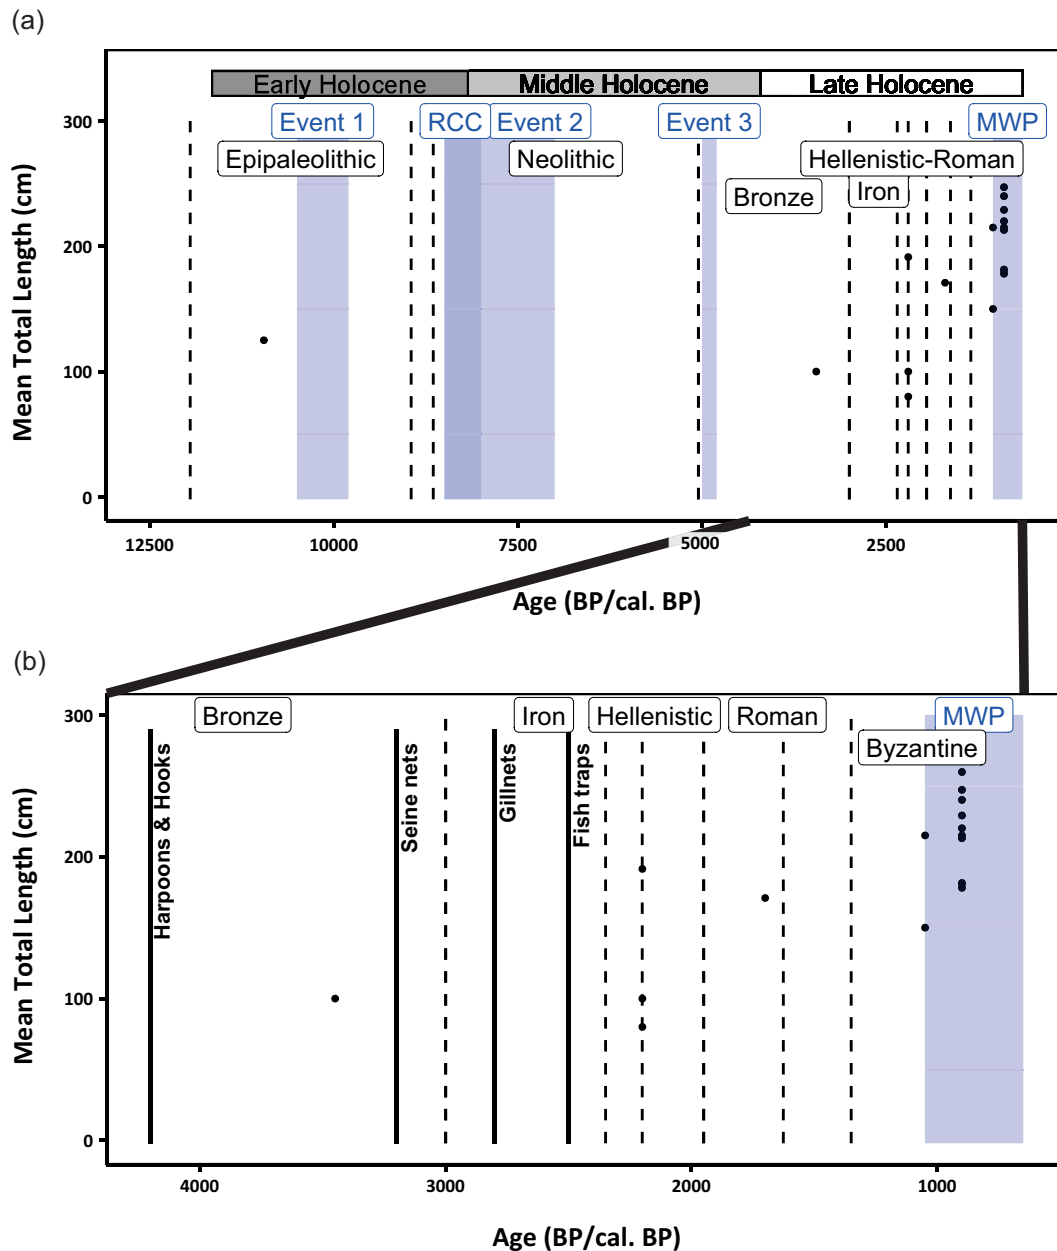 (a)
Early Holocene Middle Holocene Late Holocene
300 Event 1 RCC Event 2 Event 3 MWP
Epipaleolithic Neolithic Hellenistic-Roman
Bronze Iron
200
100
0
Mean Total Length (cm)
12500 10000 7500 5000 2500
Age (BP/cal. BP)
(b)
300 Bronze Iron Hellenistic Roman MWP
Byzantine
Harpoons & Hooks
Seine nets
Gillnets
Fish traps
200
100
0
Mean Total Length (cm)
4000 3000 2000 1000
Age (BP/cal. BP)